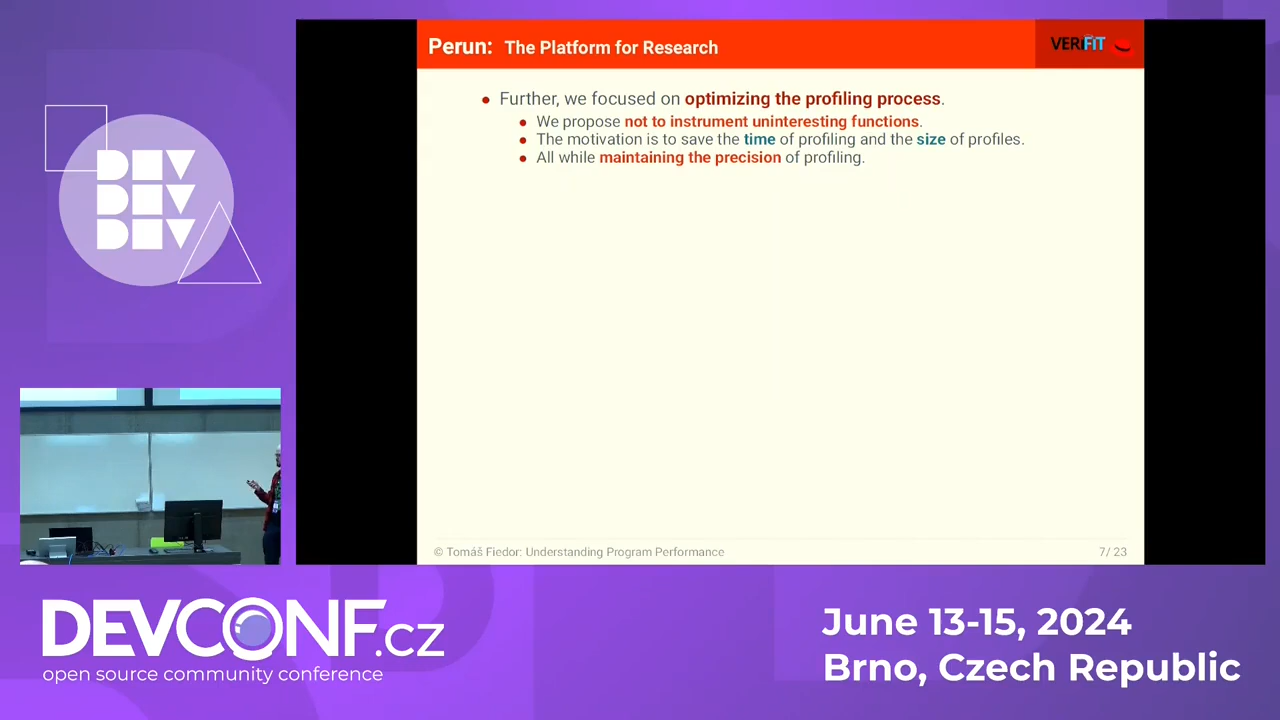 Perun: The Platform for Research
VERIFIT
• Further, we focused on optimizing the profiling process.
• We propose not to instrument uninteresting functions.
• The motivation is to save the time of profiling and the size of profiles.
• All while maintaining the precision of profiling.
© Tomáš Fiedor: Understanding Program Performance
7/ 23
DEV
DEV
DEV
DEVCONF.cz
open source community conference
June 13-15, 2024
Brno, Czech Republic